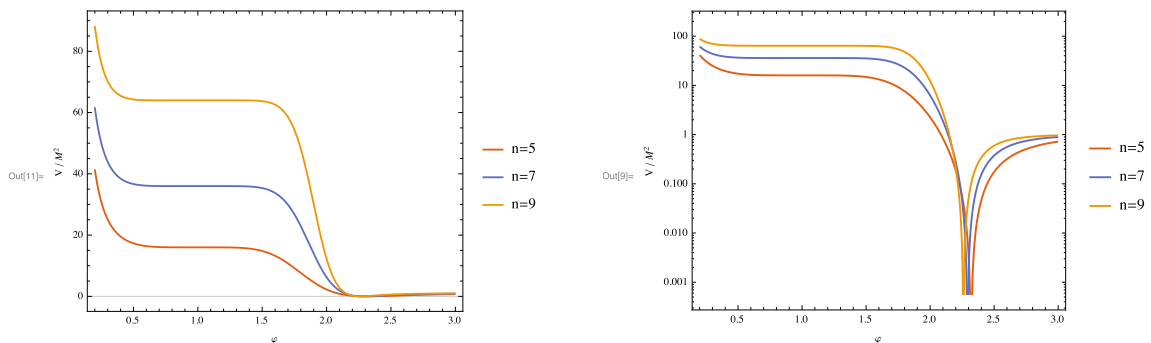 80
60
40
20
0
V / M²
Out[11]=
0.5 1.0 1.5 2.0 2.5 3.0
φ
n=5
n=7
n=9
100
10
1
0.100
0.010
0.001
V / M²
Out[9]=
0.5 1.0 1.5 2.0 2.5 3.0
φ
n=5
n=7
n=9